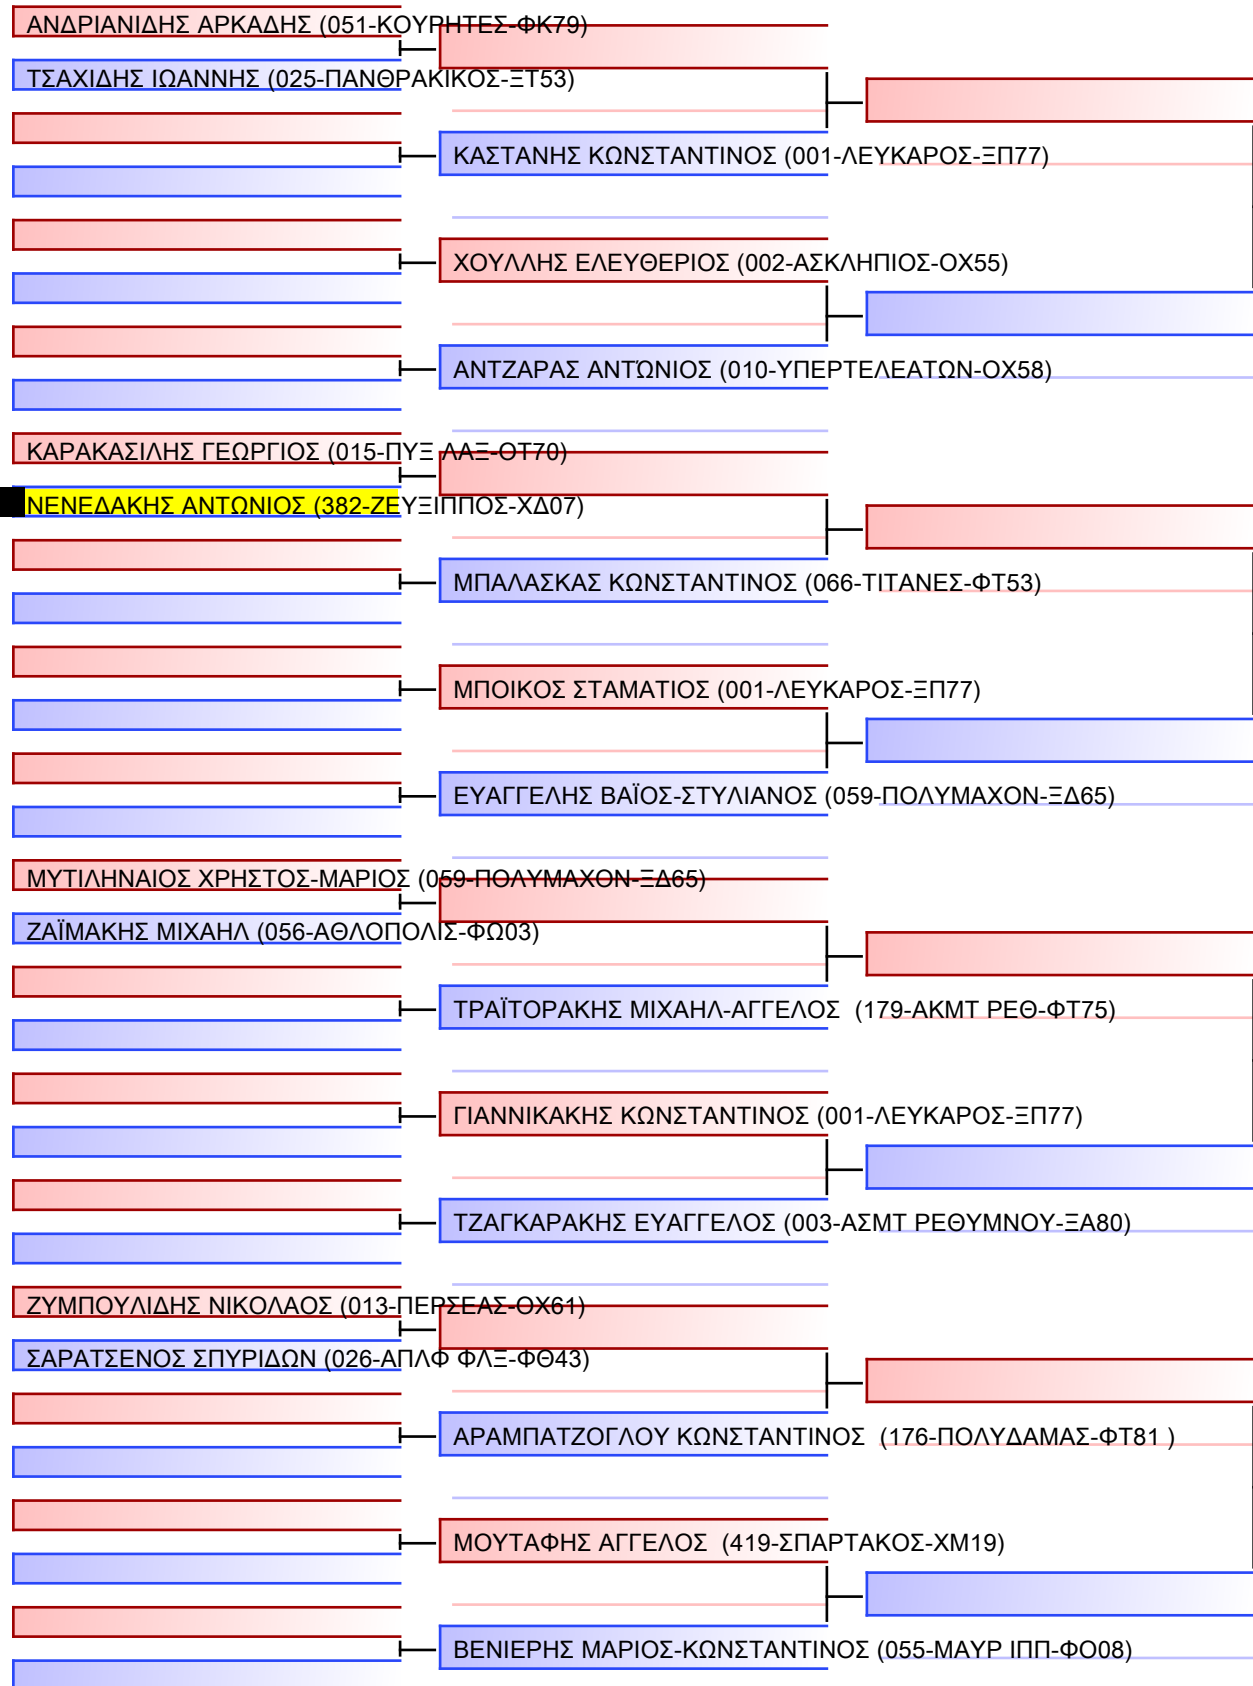 ΑΝΔΡΙΑΝΙΔΗΣ ΑΡΚΑΔΗΣ (051-ΚΟΥΡΗΤΕΣ-ΦΚ79)
ΤΣΑΧΙΔΗΣ ΙΩΑΝΝΗΣ (025-ΠΑΝΘΡΑΚΙΚΟΣ-ΞΤ53)
ΚΑΣΤΑΝΗΣ ΚΩΝΣΤΑΝΤΙΝΟΣ (001-ΛΕΥΚΑΡΟΣ-ΞΠ77)
ΧΟΥΛΛΗΣ ΕΛΕΥΘΕΡΙΟΣ (002-ΑΣΚΛΗΠΙΟΣ-ΟΧ55)
ΑΝΤΖΑΡΑΣ ΑΝΤΏΝΙΟΣ (010-ΥΠΕΡΤΕΛΕΑΤΩΝ-ΟΧ58)
ΚΑΡΑΚΑΣΙΛΗΣ ΓΕΩΡΓΙΟΣ (015-ΠΥΞ ΛΑΞ-ΟΤ70)
ΝΕΝΕΔΑΚΗΣ ΑΝΤΩΝΙΟΣ (382-ΖΕΥΞΙΠΠΟΣ-ΧΔ07)
ΜΠΑΛΑΣΚΑΣ ΚΩΝΣΤΑΝΤΙΝΟΣ (066-ΤΙΤΑΝΕΣ-ΦΤ53)
ΜΠΟΙΚΟΣ ΣΤΑΜΑΤΙΟΣ (001-ΛΕΥΚΑΡΟΣ-ΞΠ77)
ΕΥΑΓΓΕΛΗΣ ΒΑΪΟΣ-ΣΤΥΛΙΑΝΟΣ (059-ΠΟΛΥΜΑΧΟΝ-ΞΔ65)
ΜΥΤΙΛΗΝΑΙΟΣ ΧΡΗΣΤΟΣ-ΜΑΡΙΟΣ (059-ΠΟΛΥΜΑΧΟΝ-ΞΔ65)
ΖΑΪΜΑΚΗΣ ΜΙΧΑΗΛ (056-ΑΘΛΟΠΟΛΙΣ-ΦΩ03)
ΤΡΑΪΤΟΡΑΚΗΣ ΜΙΧΑΗΛ-ΑΓΓΕΛΟΣ  (179-ΑΚΜΤ ΡΕΘ-ΦΤ75)
ΓΙΑΝΝΙΚΑΚΗΣ ΚΩΝΣΤΑΝΤΙΝΟΣ (001-ΛΕΥΚΑΡΟΣ-ΞΠ77)
ΤΖΑΓΚΑΡΑΚΗΣ ΕΥΑΓΓΕΛΟΣ (003-ΑΣΜΤ ΡΕΘΥΜΝΟΥ-ΞΑ80)
ΖΥΜΠΟΥΛΙΔΗΣ ΝΙΚΟΛΑΟΣ (013-ΠΕΡΣΕΑΣ-ΟΧ61)
ΣΑΡΑΤΣΕΝΟΣ ΣΠΥΡΙΔΩΝ (026-ΑΠΛΦ ΦΛΞ-ΦΘ43)
ΑΡΑΜΠΑΤΖΟΓΛΟΥ ΚΩΝΣΤΑΝΤΙΝΟΣ  (176-ΠΟΛΥΔΑΜΑΣ-ΦΤ81 )
ΜΟΥΤΑΦΗΣ ΑΓΓΕΛΟΣ  (419-ΣΠΑΡΤΑΚΟΣ-ΧΜ19)
ΒΕΝΙΕΡΗΣ ΜΑΡΙΟΣ-ΚΩΝΣΤΑΝΤΙΝΟΣ (055-ΜΑΥΡ ΙΠΠ-ΦΟ08)